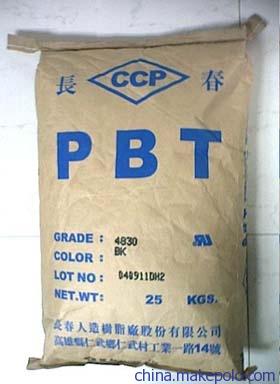 長 CCP 春
PBT
GRADE: 4830
COLOR: BK
LOT NO: D4D911DH2
NET.WT: 25 KGS.
長春人造樹脂廠股份有限公司
高雄縣仁武鄉仁武村工業一路14號
china.makepolo.com